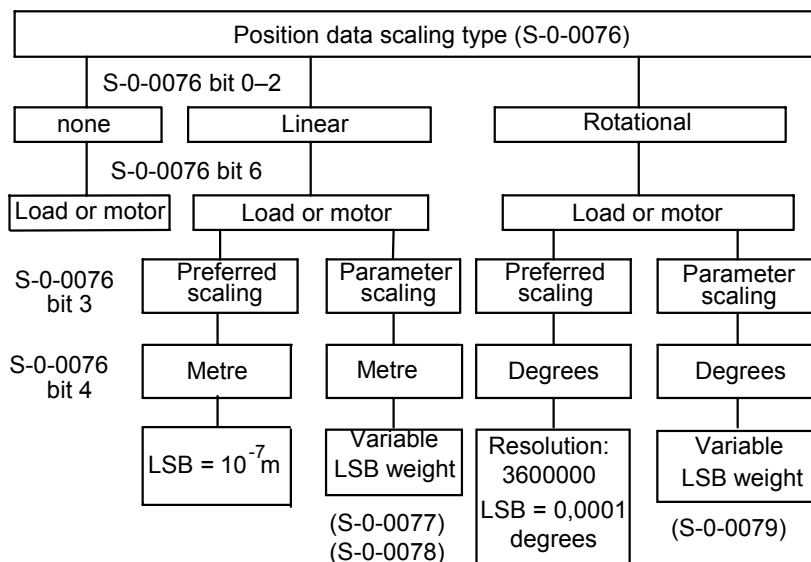 Position data scaling type (S-0-0076)
S-0-0076 bit 0–2
none
Linear
Rotational
S-0-0076 bit 6
Load or motor
Load or motor
Load or motor
S-0-0076
bit 3
Preferred
scaling
Parameter
scaling
Preferred
scaling
Parameter
scaling
S-0-0076
bit 4
Metre
Metre
Degrees
Degrees
LSB = 10⁻⁷m
Variable
LSB weight
(S-0-0077)
(S-0-0078)
Resolution:
3600000
LSB = 0,0001
degrees
Variable
LSB weight
(S-0-0079)